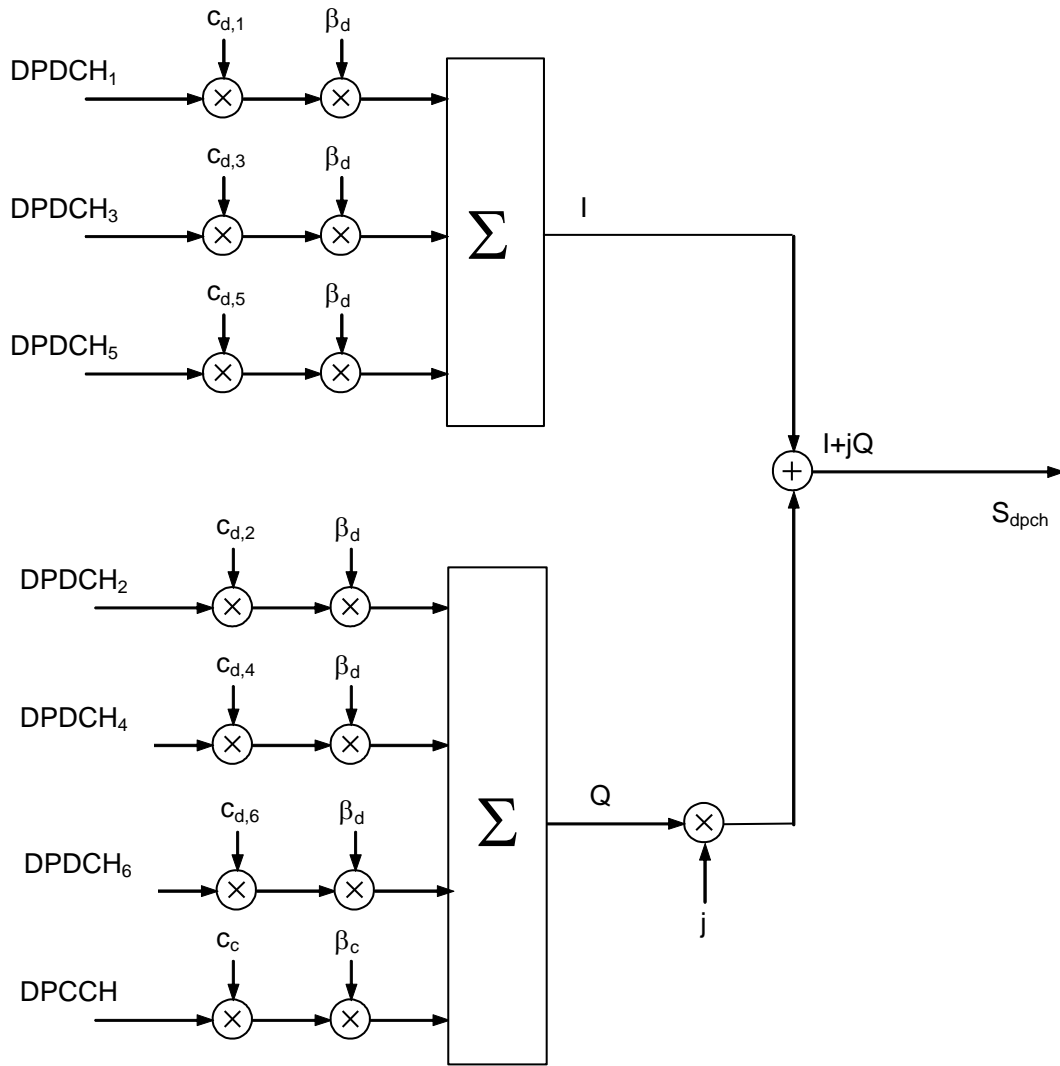 c_d,1 β_d
DPDCH_1
c_d,3 β_d
DPDCH_3
Σ I
c_d,5 β_d
DPDCH_5
I+jQ
S_dpch
c_d,2 β_d
DPDCH_2
c_d,4 β_d
DPDCH_4
Σ Q
c_d,6 β_d
DPDCH_6
j
c_c β_c
DPCCH